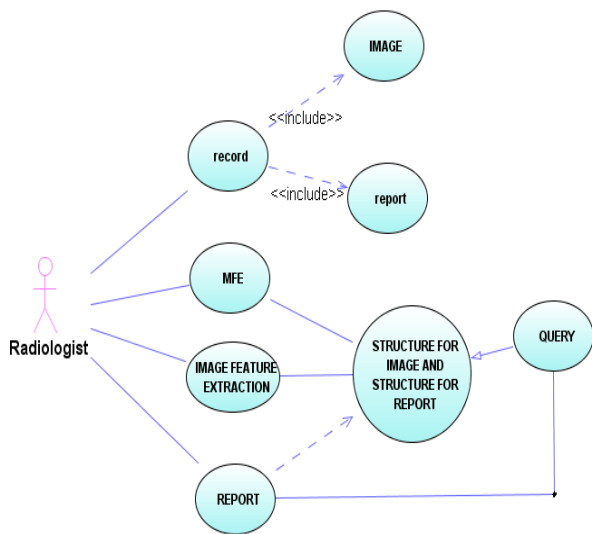 IMAGE
<<include>>
record
<<include>>
report
MFE
Radiologist
IMAGE FEATURE
EXTRACTION
STRUCTURE FOR
IMAGE AND
STRUCTURE FOR
REPORT
QUERY
REPORT